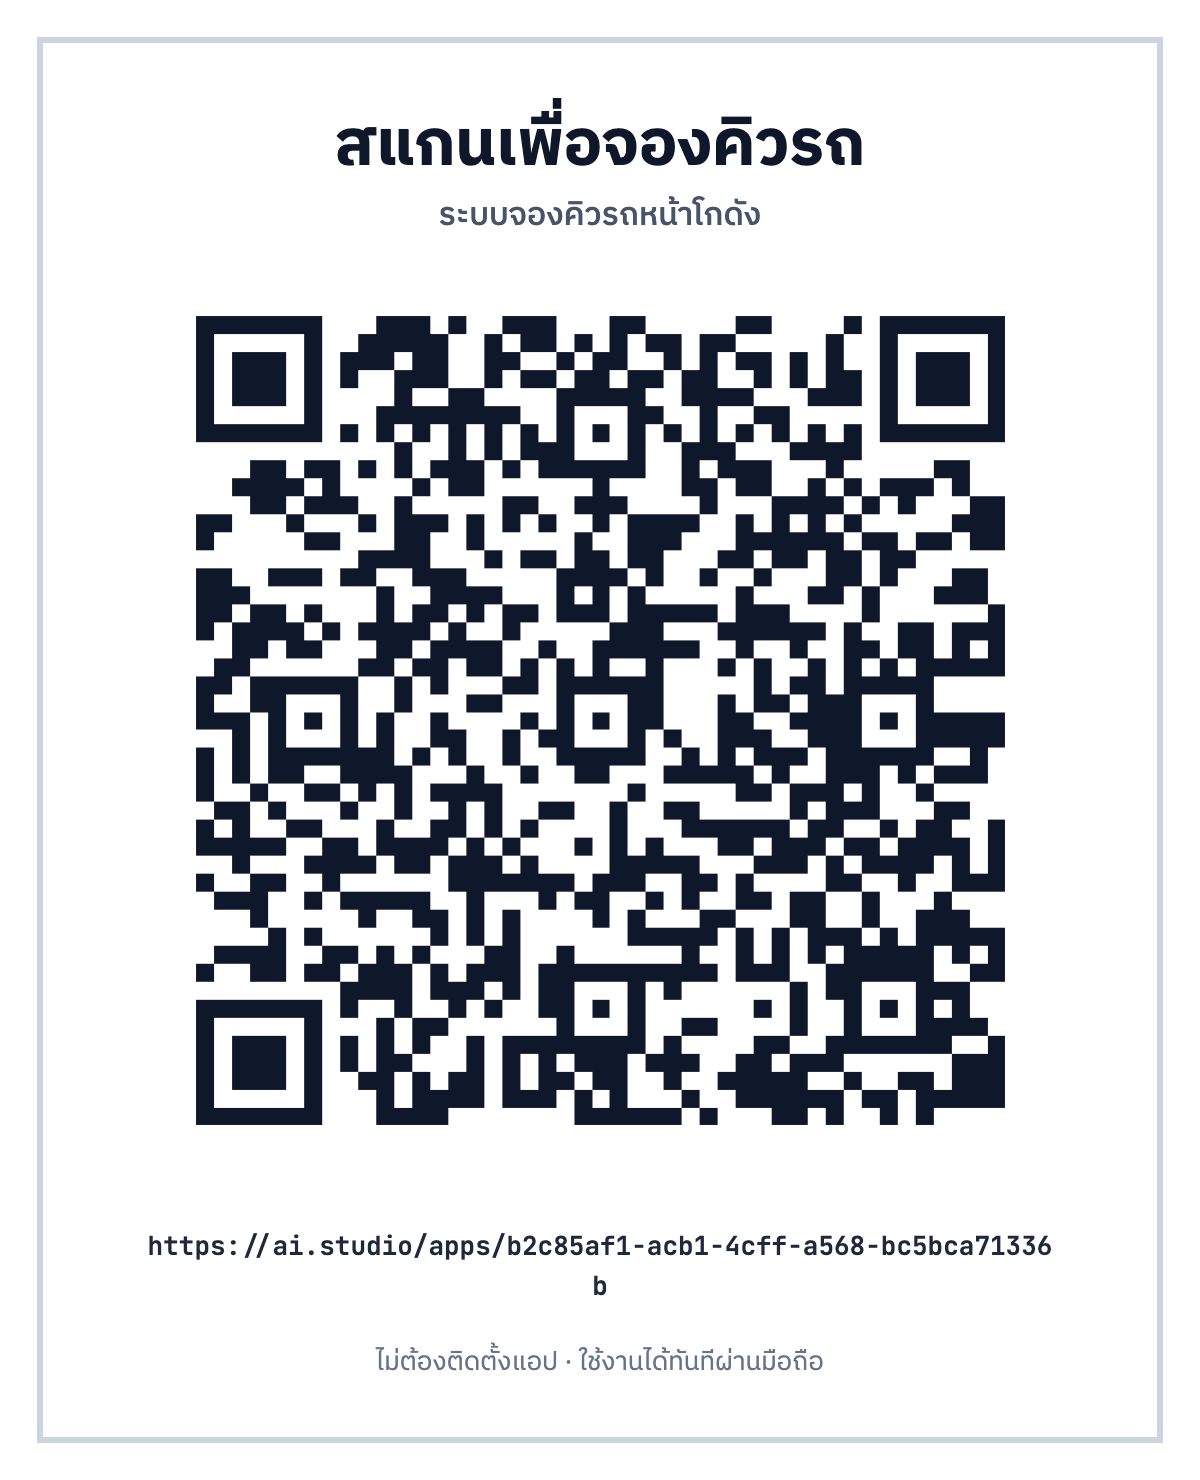 สแกนเพื่อจองคิวรถ
ระบบจองคิวรถหน้าโกดัง
https://ai.studio/apps/b2c85af1-acb1-4cff-a568-bc5bca71336
b
ไม่ต้องติดตั้งแอป · ใช้งานได้ทันทีผ่านมือถือ